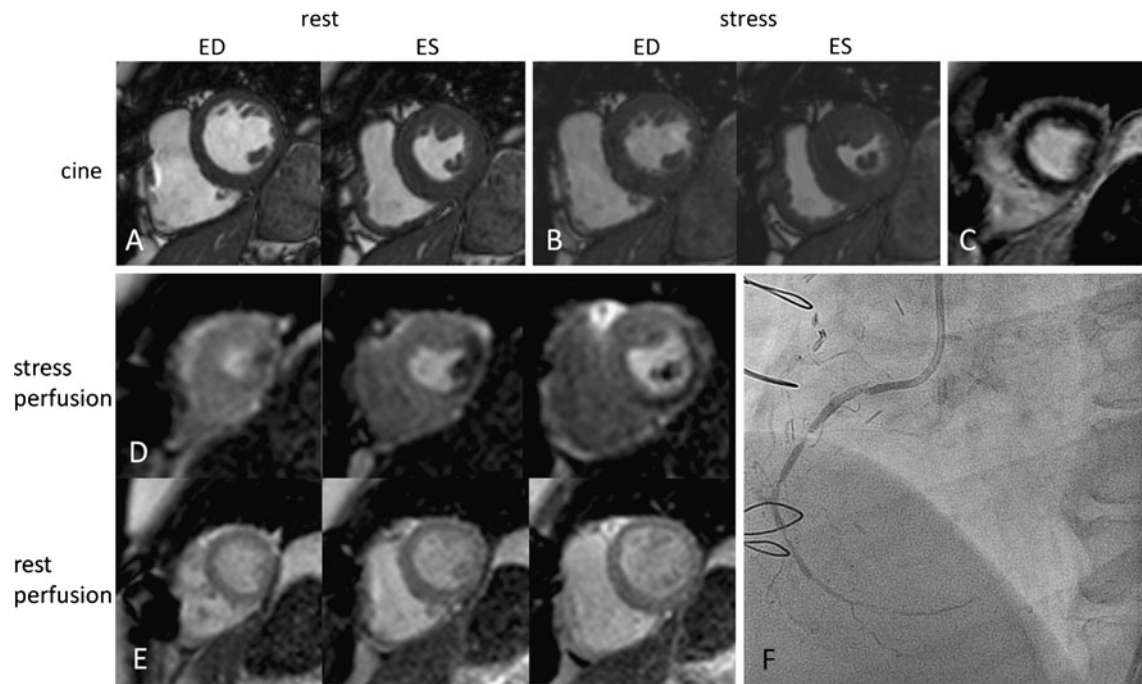 rest stress
ED ES ED ES
cine
A B C
stress
perfusion
D
rest
perfusion
E F